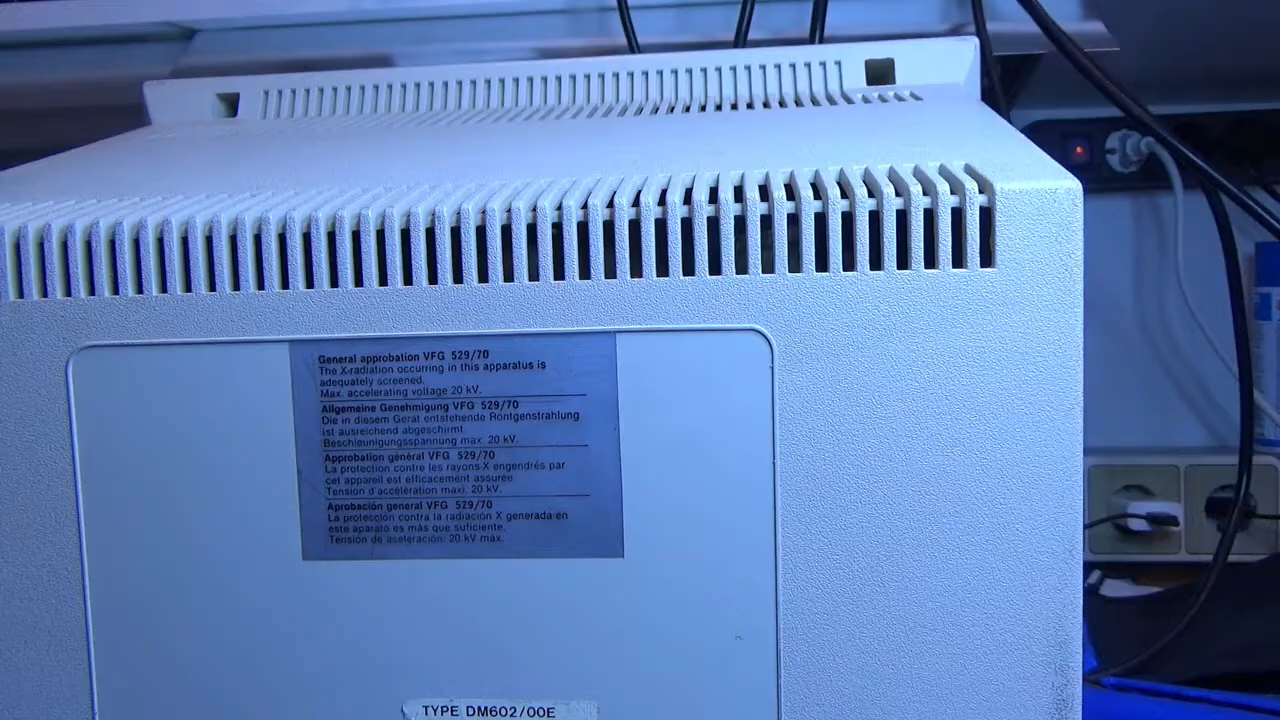 General approbation VFG 529/70
The X-radiation occurring in this apparatus is
adequately screened.
Max. accelerating voltage 20 kV.
Allgemeine Genehmigung VFG 529/70
Die in diesem Gerät entstehende Röntgenstrahlung
ist ausreichend abgeschirmt.
Beschleunigungsspannung max. 20 kV.
Approbation général VFG 529/70
La protection contre les rayons-X engendrés par
cet appareil est efficacement assurée.
Tension d'accélération maxi. 20 kV.
Aprobación general VFG 529/70
La protección contra la radiación X generada en
este aparato es más que suficiente.
Tensión de aseleración: 20 kV máx.
TYPE DM602/00E